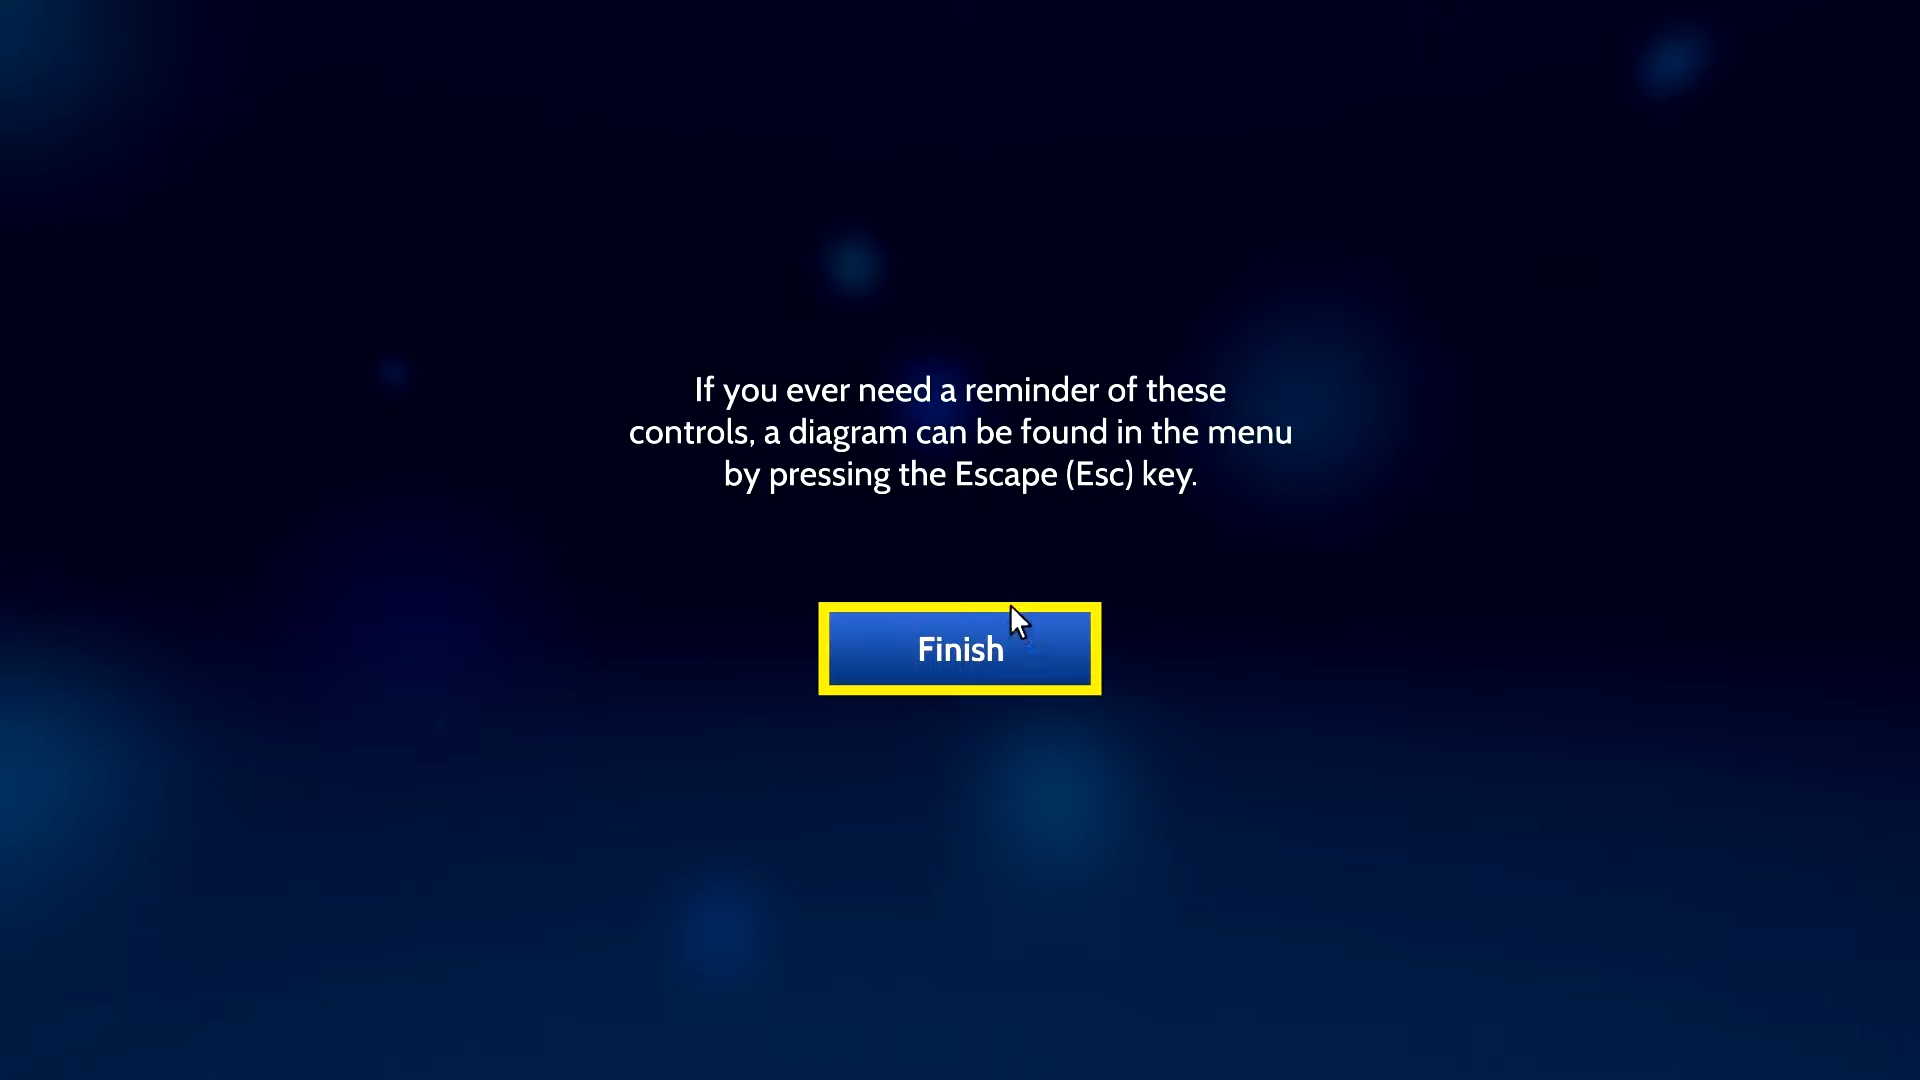 If you ever need a reminder of these
controls, a diagram can be found in the menu
by pressing the Escape (Esc) key.
Finish